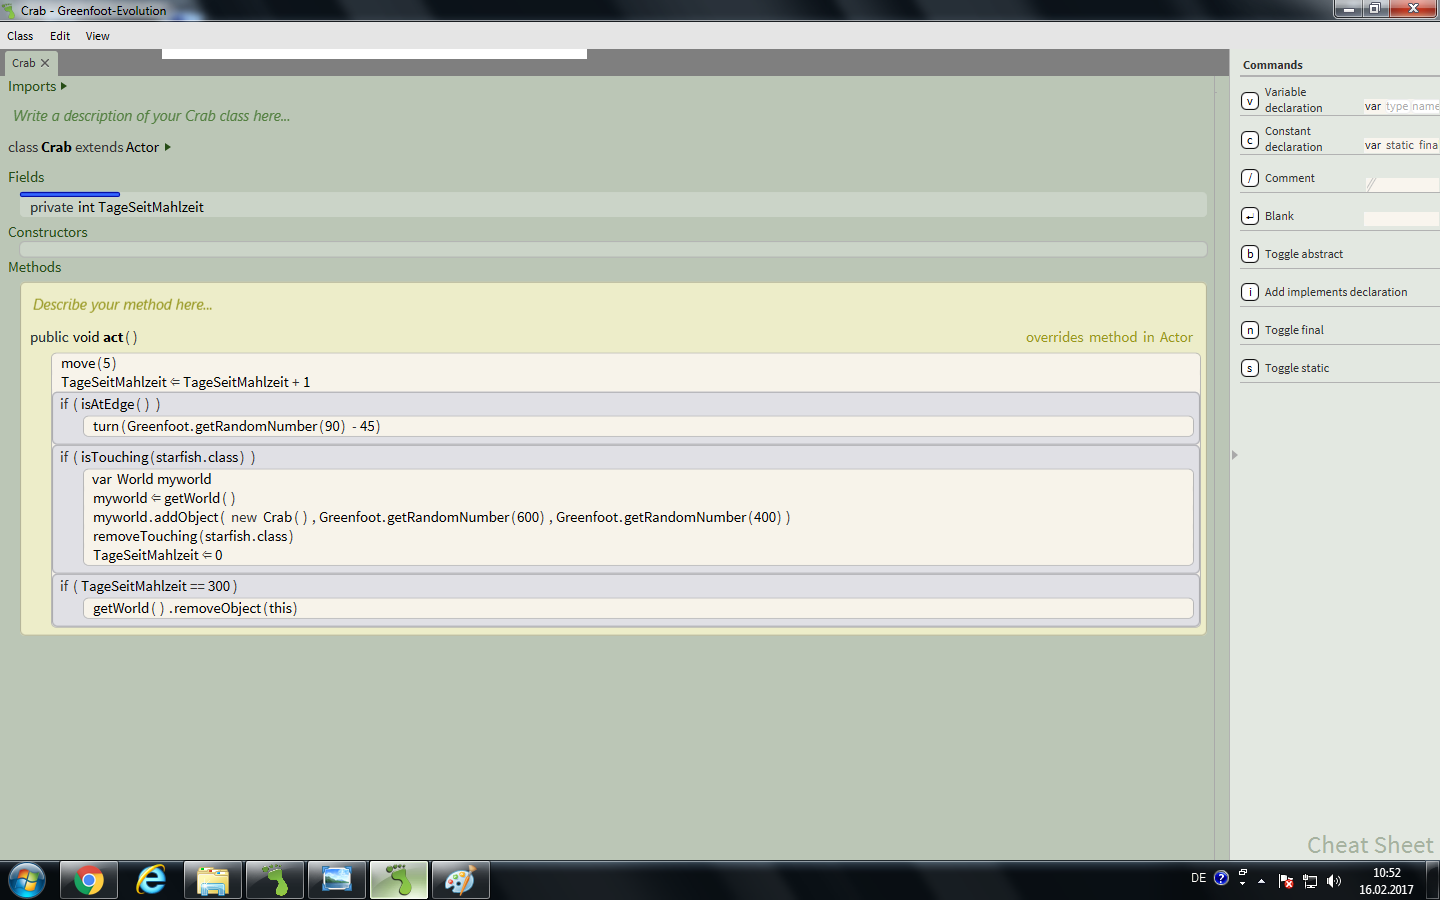 Crab - Greenfoot-Evolution
Class Edit View
Crab
Imports
Write a description of your Crab class here...
class Crab extends Actor
Fields
private int TageSeitMahlzeit
Constructors
Methods
Describe your method here...
public void act()
overrides method in Actor
move(5)
TageSeitMahlzeit ⇐ TageSeitMahlzeit + 1
if ( isAtEdge() )
turn(Greenfoot.getRandomNumber(90) - 45)
if ( isTouching(starfish.class) )
var World myworld
myworld ⇐ getWorld()
myworld.addObject( new Crab(),Greenfoot.getRandomNumber(600),Greenfoot.getRandomNumber(400))
removeTouching(starfish.class)
TageSeitMahlzeit ⇐ 0
if ( TageSeitMahlzeit == 300 )
getWorld().removeObject(this)
Commands
v Variable declaration var type name
c Constant declaration var static fina
/ Comment //
↵ Blank
b Toggle abstract
i Add implements declaration
n Toggle final
s Toggle static
Cheat Sheet
DE ? 10:52
16.02.2017